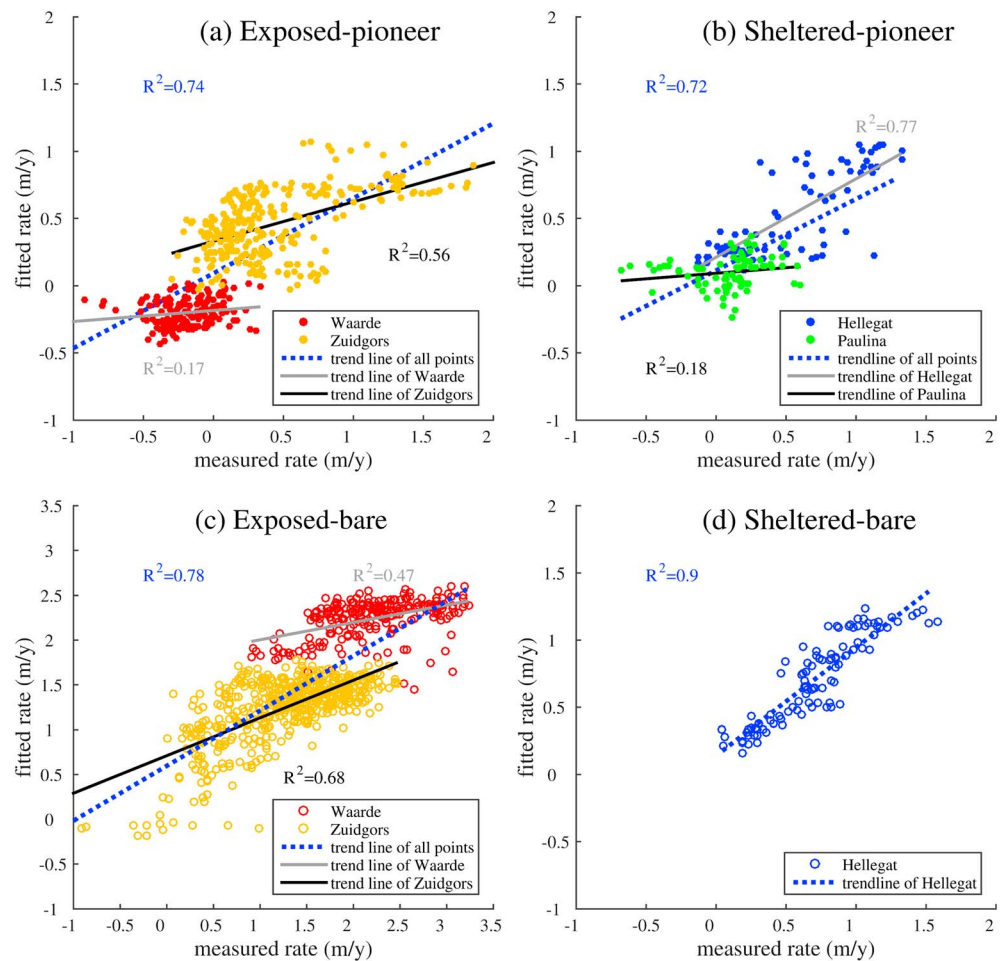 (a) Exposed-pioneer
2
1.5
1
0.5
0
-0.5
-1
fitted rate (m/y)
R²=0.74
R²=0.56
R²=0.17
Waarde
Zuidgors
trend line of all points
trend line of Waarde
trend line of Zuidgors
-1 -0.5 0 0.5 1 1.5 2
measured rate (m/y)
(b) Sheltered-pioneer
2
1.5
1
0.5
0
-0.5
-1
fitted rate (m/y)
R²=0.72
R²=0.77
R²=0.18
Hellegat
Paulina
trendline of all points
trendline of Hellegat
trendline of Paulina
-1 -0.5 0 0.5 1 1.5 2
measured rate (m/y)
(c) Exposed-bare
3.5
3
2.5
2
1.5
1
0.5
0
-0.5
-1
fitted rate (m/y)
R²=0.78
R²=0.47
R²=0.68
Waarde
Zuidgors
trend line of all points
trend line of Waarde
trend line of Zuidgors
-1 -0.5 0 0.5 1 1.5 2 2.5 3 3.5
measured rate (m/y)
(d) Sheltered-bare
2
1.5
1
0.5
0
-0.5
-1
fitted rate (m/y)
R²=0.9
Hellegat
trendline of Hellegat
-1 -0.5 0 0.5 1 1.5 2
measured rate (m/y)